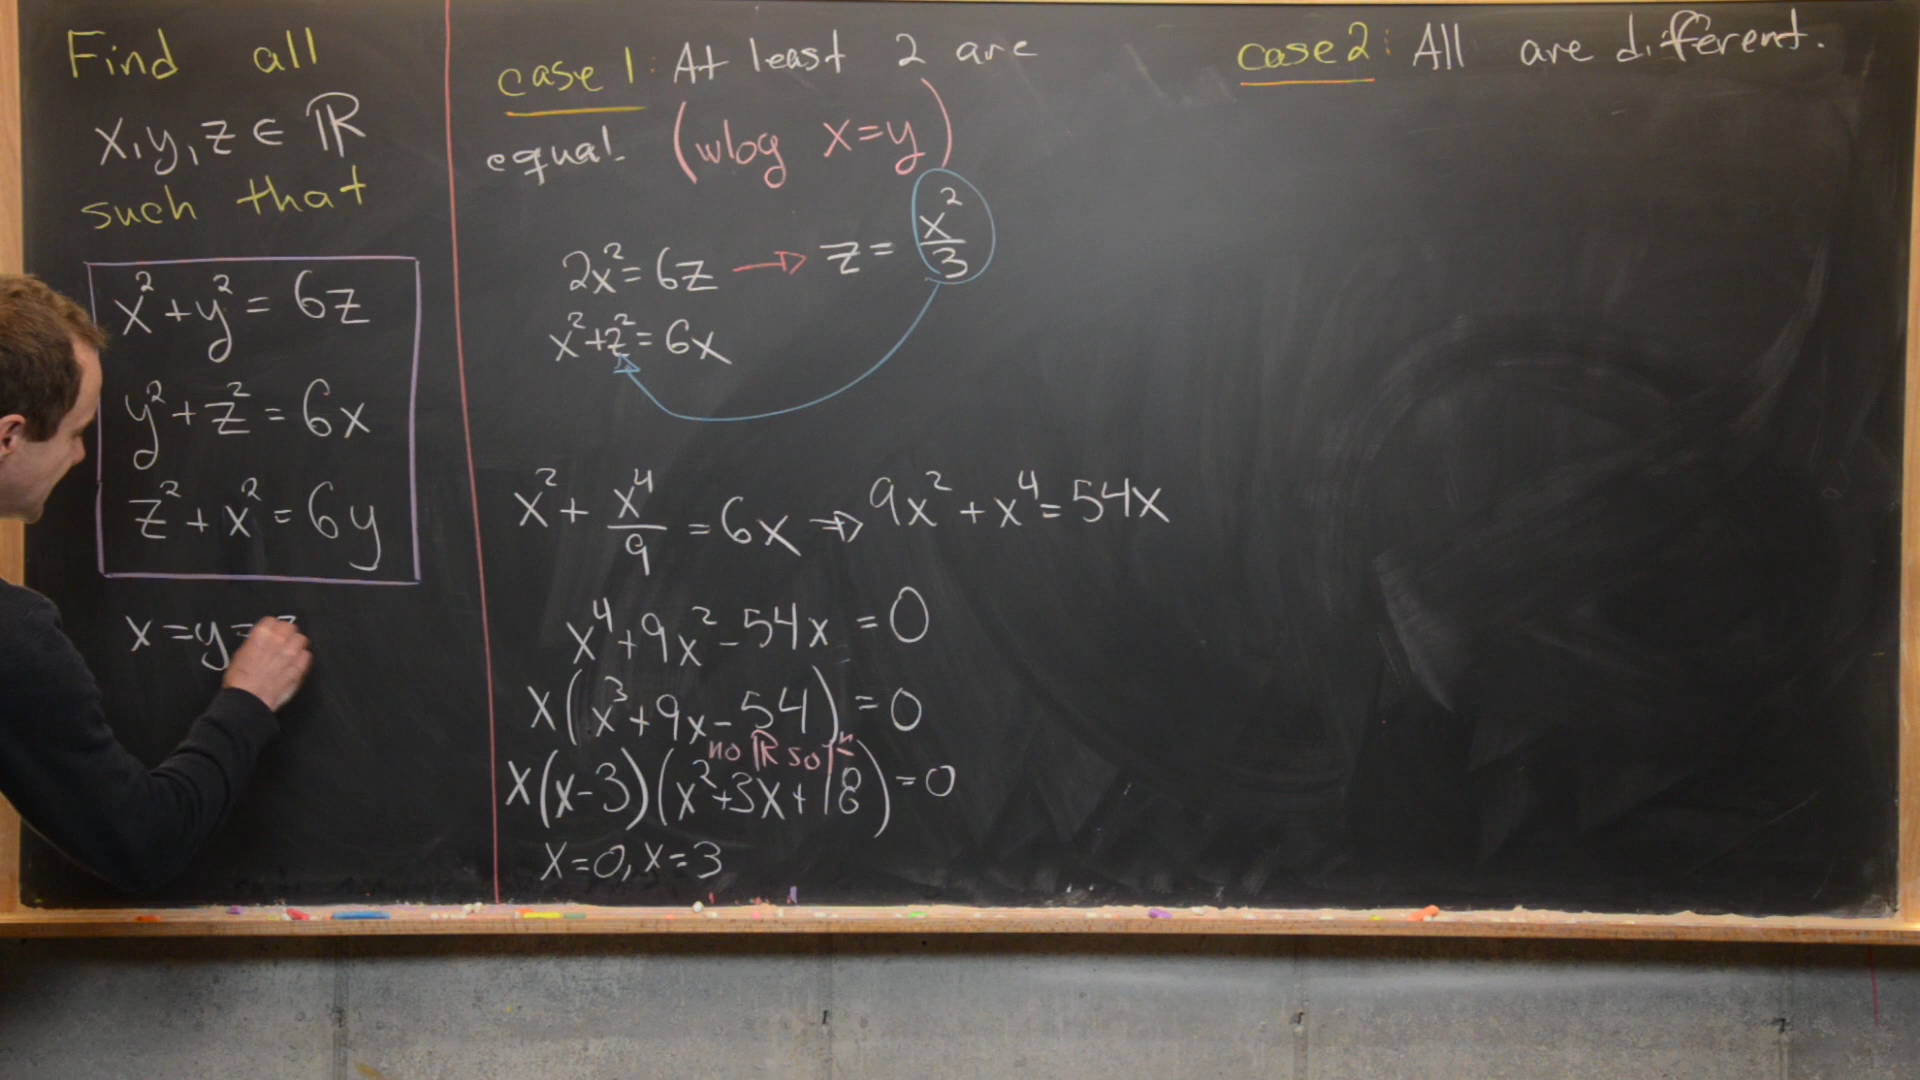 Find all
x, y, z ∈ ℝ
such that
x² + y² = 6z
y² + z² = 6x
z² + x² = 6y
x = y =
case 1: At least 2 are
equal (wlog x=y)
2x² = 6z → z = x²/3
x² + z² = 6x
x² + x⁴/9 = 6x ⇒ 9x² + x⁴ = 54x
x⁴ + 9x² - 54x = 0
x(x³ + 9x - 54) = 0
no ℝ sol
x(x-3)(x² + 3x + 18) = 0
x=0, x=3
case 2: All are different.